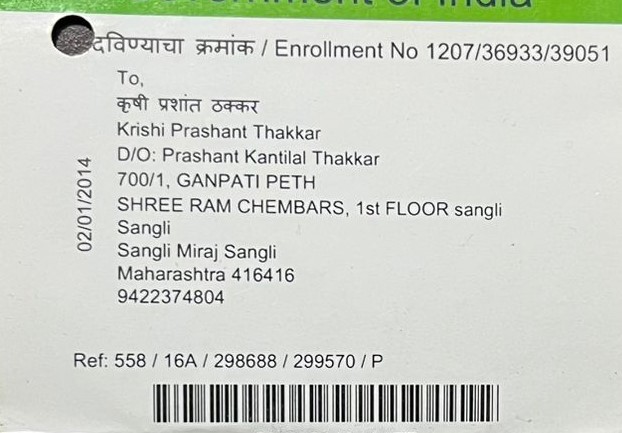 दविण्याचा क्रमांक / Enrollment No 1207/36933/39051
To,
कृषी प्रशांत ठक्कर
Krishi Prashant Thakkar
D/O: Prashant Kantilal Thakkar
700/1, GANPATI PETH
SHREE RAM CHEMBARS, 1st FLOOR sangli
Sangli
Sangli Miraj Sangli
Maharashtra 416416
9422374804
02/01/2014
Ref: 558 / 16A / 298688 / 299570 / P